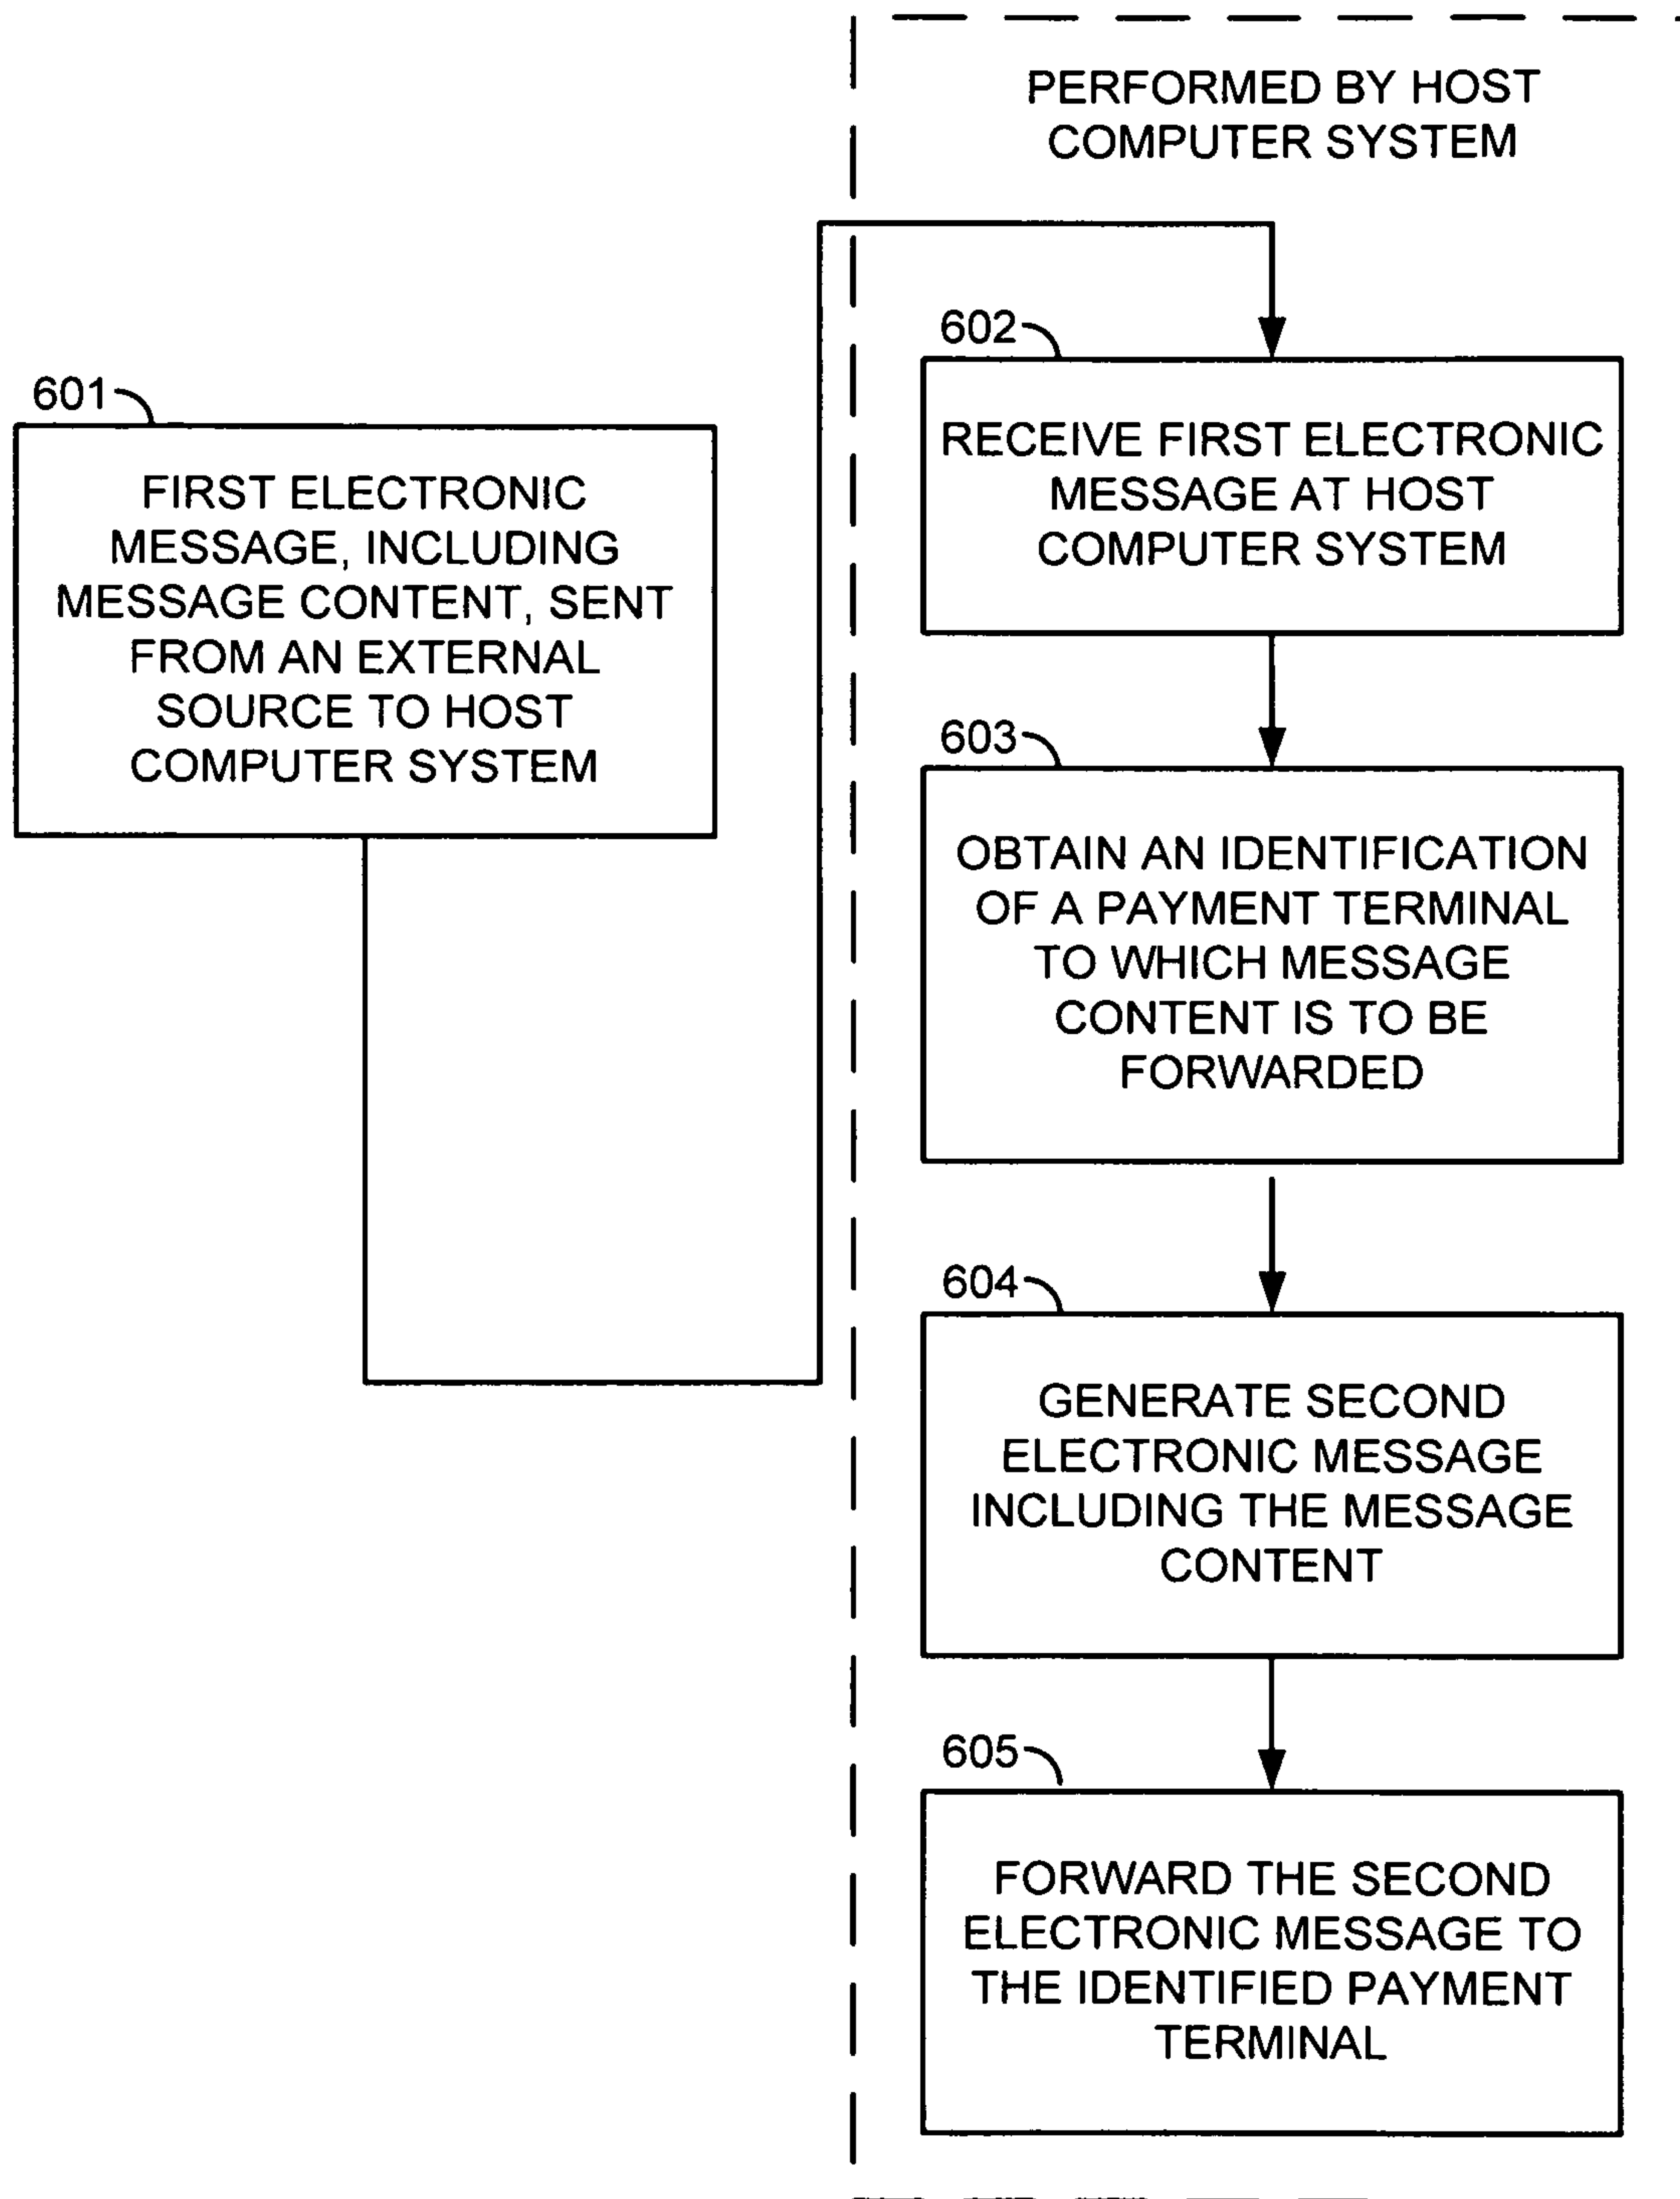 PERFORMED BY HOST
COMPUTER SYSTEM
601
FIRST ELECTRONIC
MESSAGE, INCLUDING
MESSAGE CONTENT, SENT
FROM AN EXTERNAL
SOURCE TO HOST
COMPUTER SYSTEM
602
RECEIVE FIRST ELECTRONIC
MESSAGE AT HOST
COMPUTER SYSTEM
603
OBTAIN AN IDENTIFICATION
OF A PAYMENT TERMINAL
TO WHICH MESSAGE
CONTENT IS TO BE
FORWARDED
604
GENERATE SECOND
ELECTRONIC MESSAGE
INCLUDING THE MESSAGE
CONTENT
605
FORWARD THE SECOND
ELECTRONIC MESSAGE TO
THE IDENTIFIED PAYMENT
TERMINAL